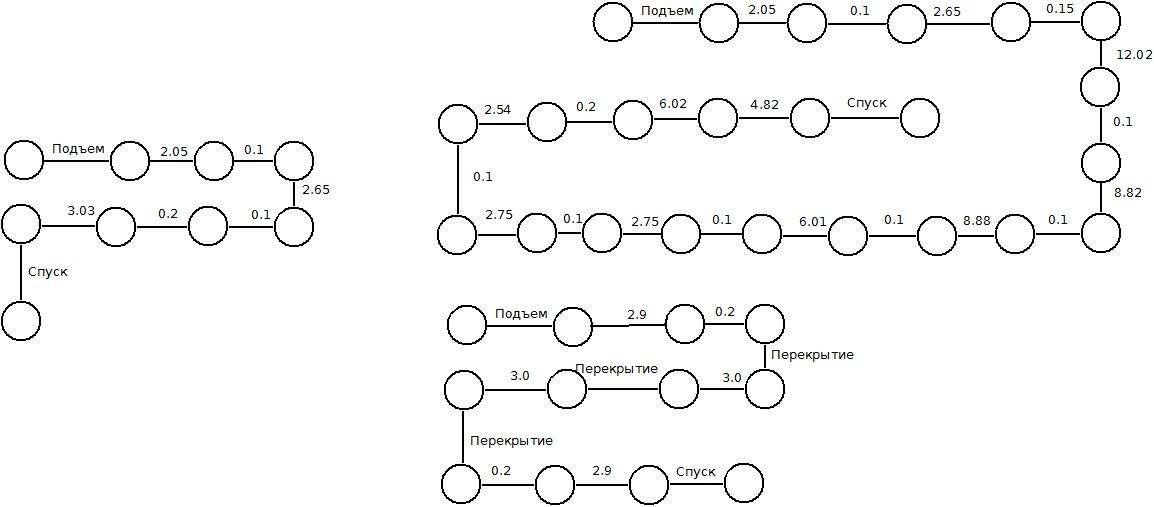 Подъем 2.05 0.1
2.65
3.03 0.2 0.1
Спуск
Подъем 2.05 0.1 2.65 0.15
12.02
0.1
8.82
2.54 0.2 6.02 4.82 Спуск
0.1
2.75 0.1 2.75 0.1 6.01 0.1 8.88 0.1
Подъем 2.9 0.2
Перекрытие
3.0 Перекрытие 3.0
Перекрытие
0.2 2.9 Спуск